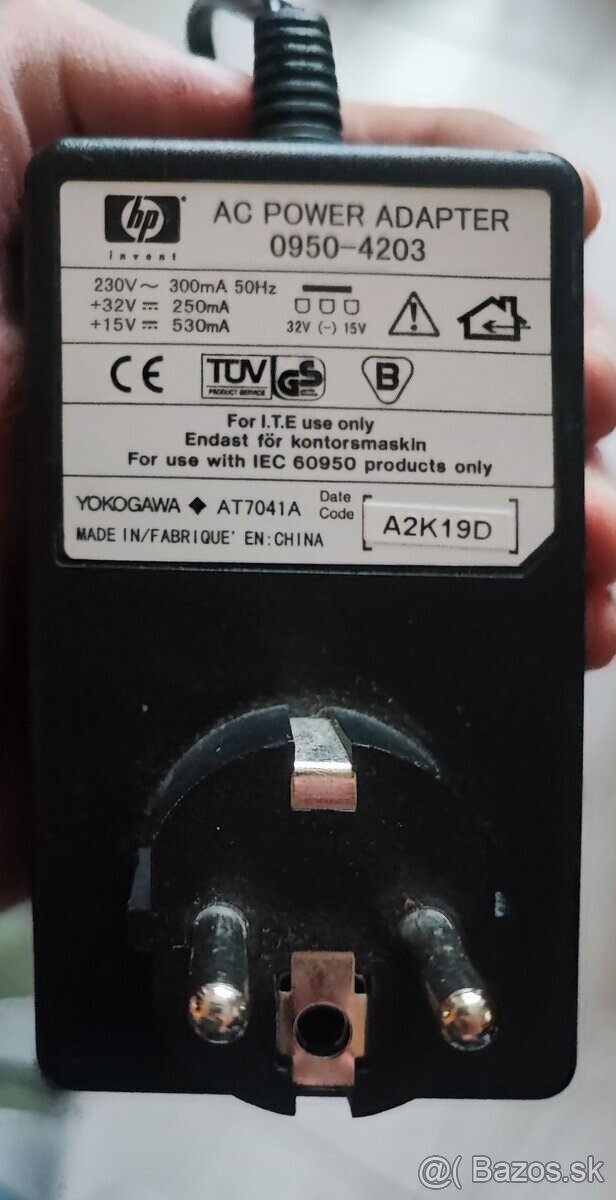 hp
invent
AC POWER ADAPTER
0950-4203
230V~ 300mA 50Hz
+32V⎓ 250mA
+15V⎓ 530mA
32V (-) 15V
CE
TÜV
PRODUCT SERVICE
GS
B
For I.T.E use only
Endast för kontorsmaskin
For use with IEC 60950 products only
YOKOGAWA ◆ AT7041A
Date Code
A2K19D
MADE IN/FABRIQUE' EN:CHINA
@( Bazos.sk